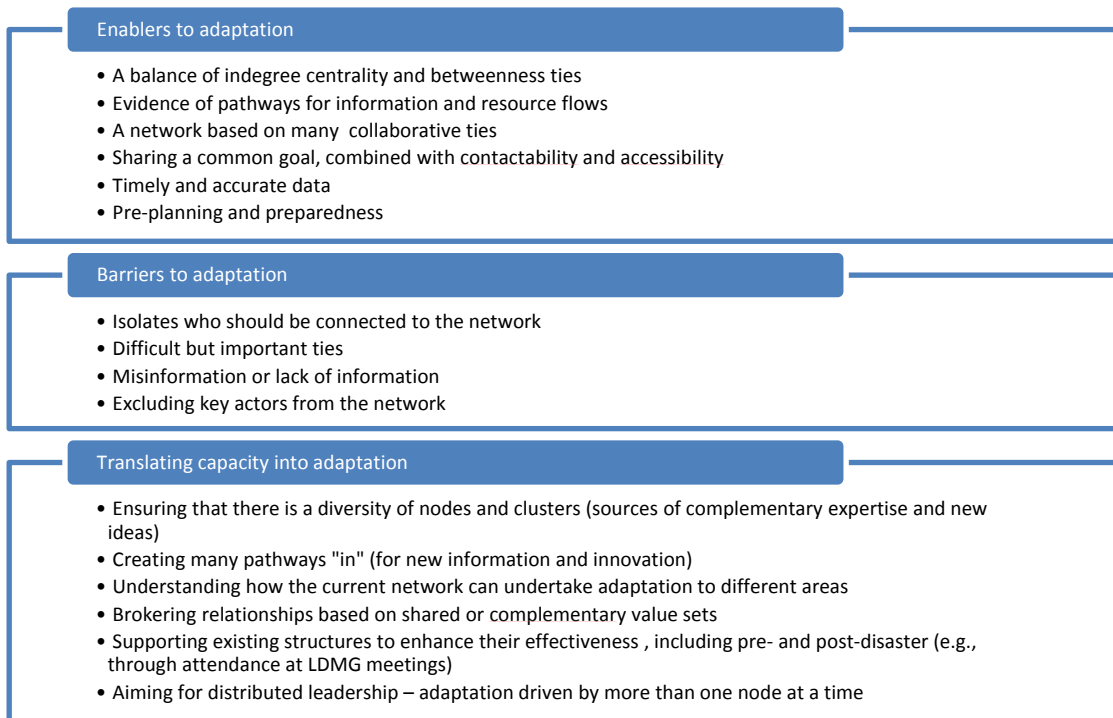 Enablers to adaptation
• A balance of indegree centrality and betweenness ties
• Evidence of pathways for information and resource flows
• A network based on many  collaborative ties
• Sharing a common goal, combined with contactability and accessibility
• Timely and accurate data
• Pre-planning and preparedness
Barriers to adaptation
• Isolates who should be connected to the network
• Difficult but important ties
• Misinformation or lack of information
• Excluding key actors from the network
Translating capacity into adaptation
• Ensuring that there is a diversity of nodes and clusters (sources of complementary expertise and new
ideas)
• Creating many pathways "in" (for new information and innovation)
• Understanding how the current network can undertake adaptation to different areas
• Brokering relationships based on shared or complementary value sets
• Supporting existing structures to enhance their effectiveness , including pre- and post-disaster (e.g.,
through attendance at LDMG meetings)
• Aiming for distributed leadership – adaptation driven by more than one node at a time